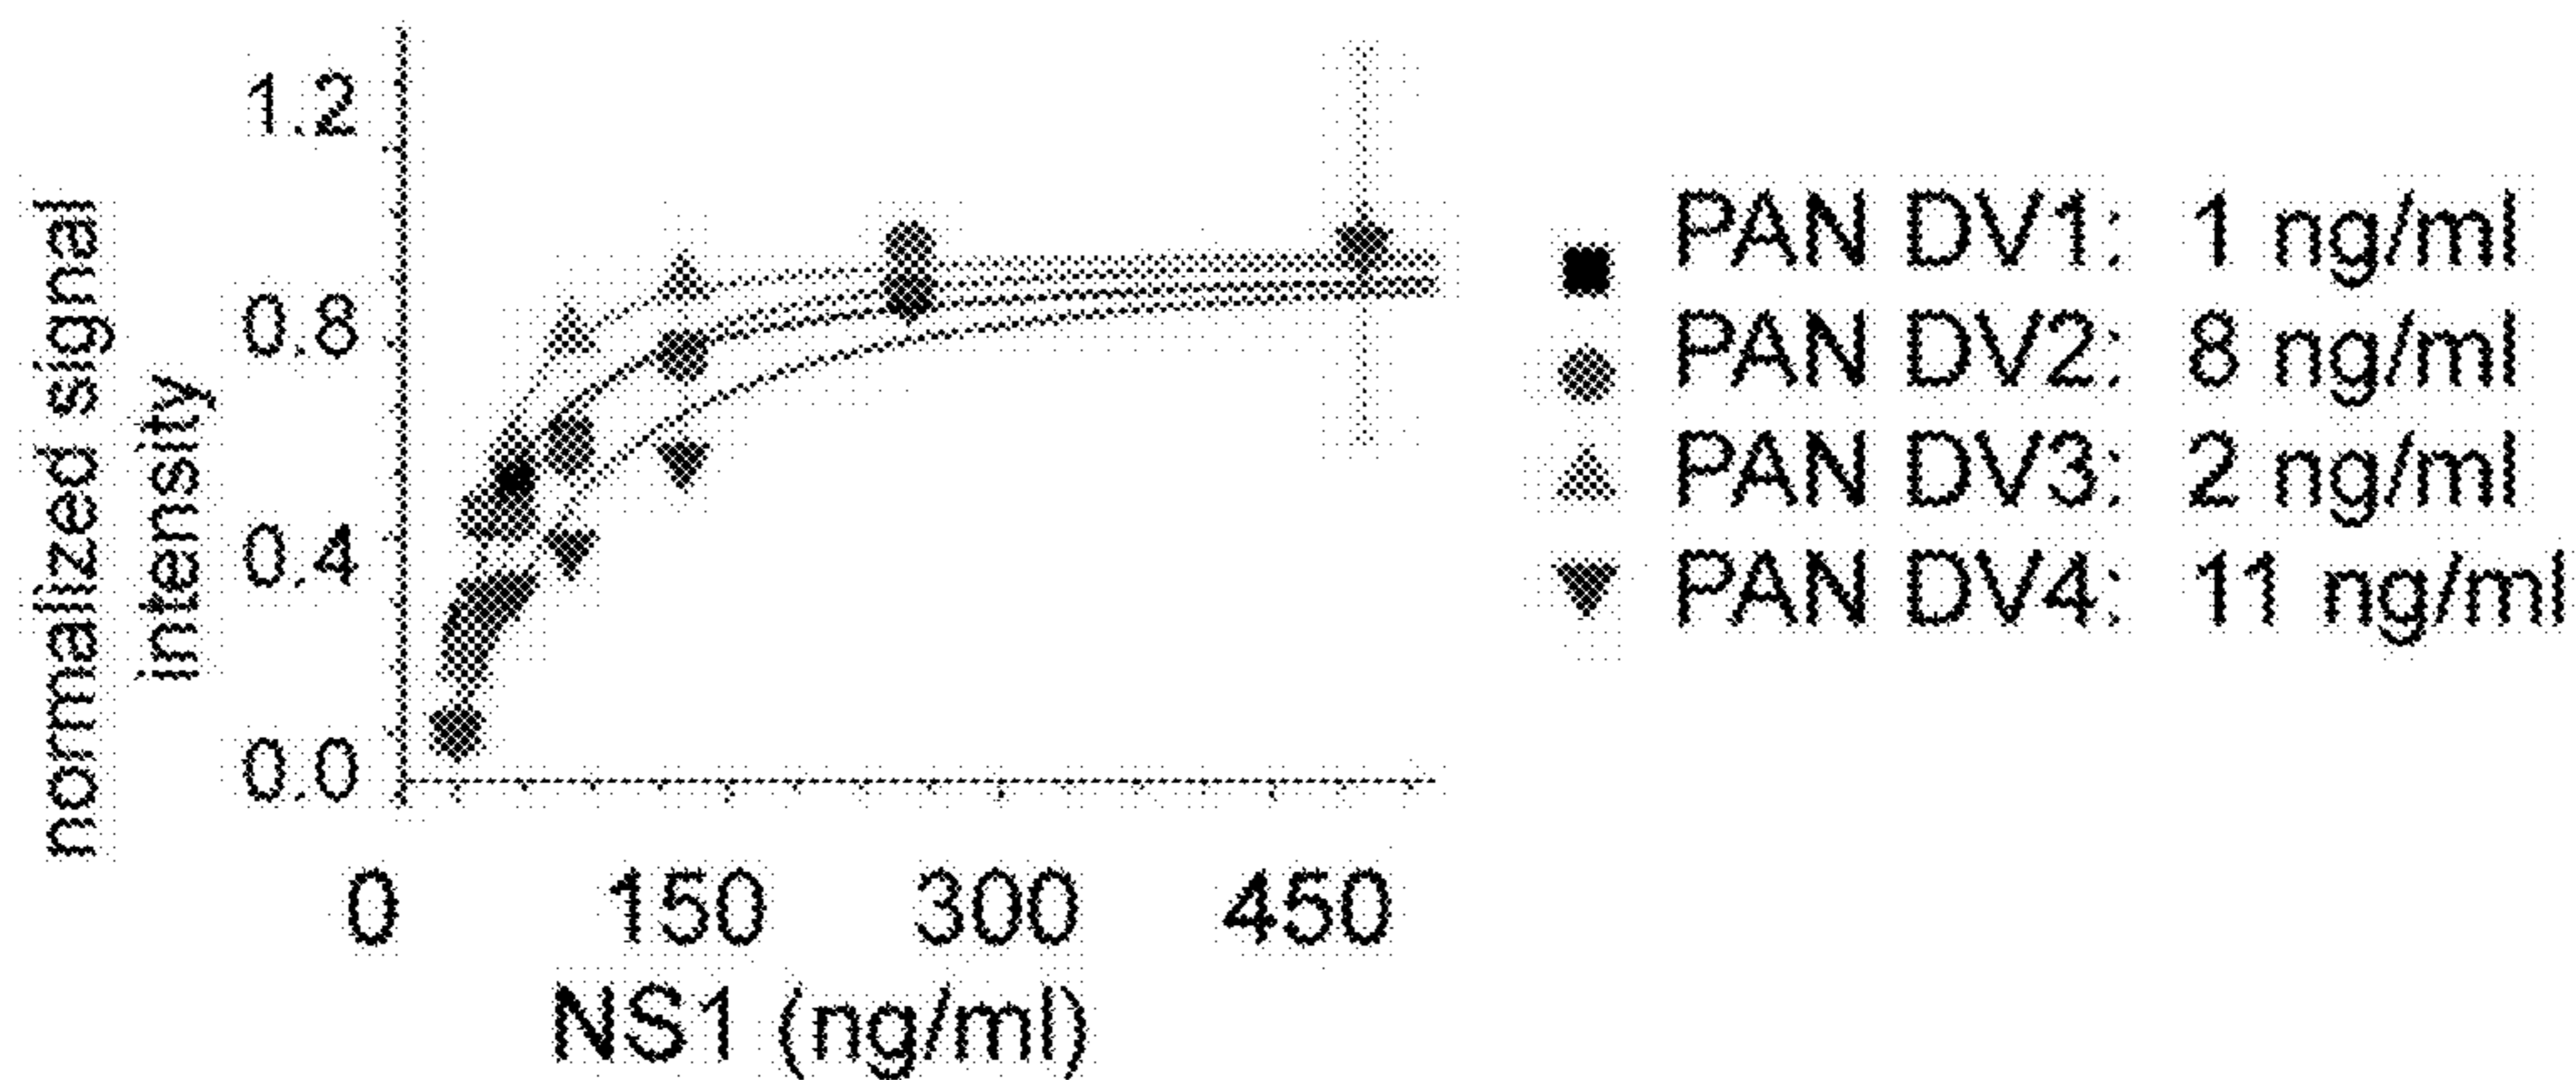 normalized signal
intensity
1.2
0.8
0.4
0.0
0 150 300 450
NS1 (ng/ml)
PAN DV1: 1 ng/ml
PAN DV2: 8 ng/ml
PAN DV3: 2 ng/ml
PAN DV4: 11 ng/ml